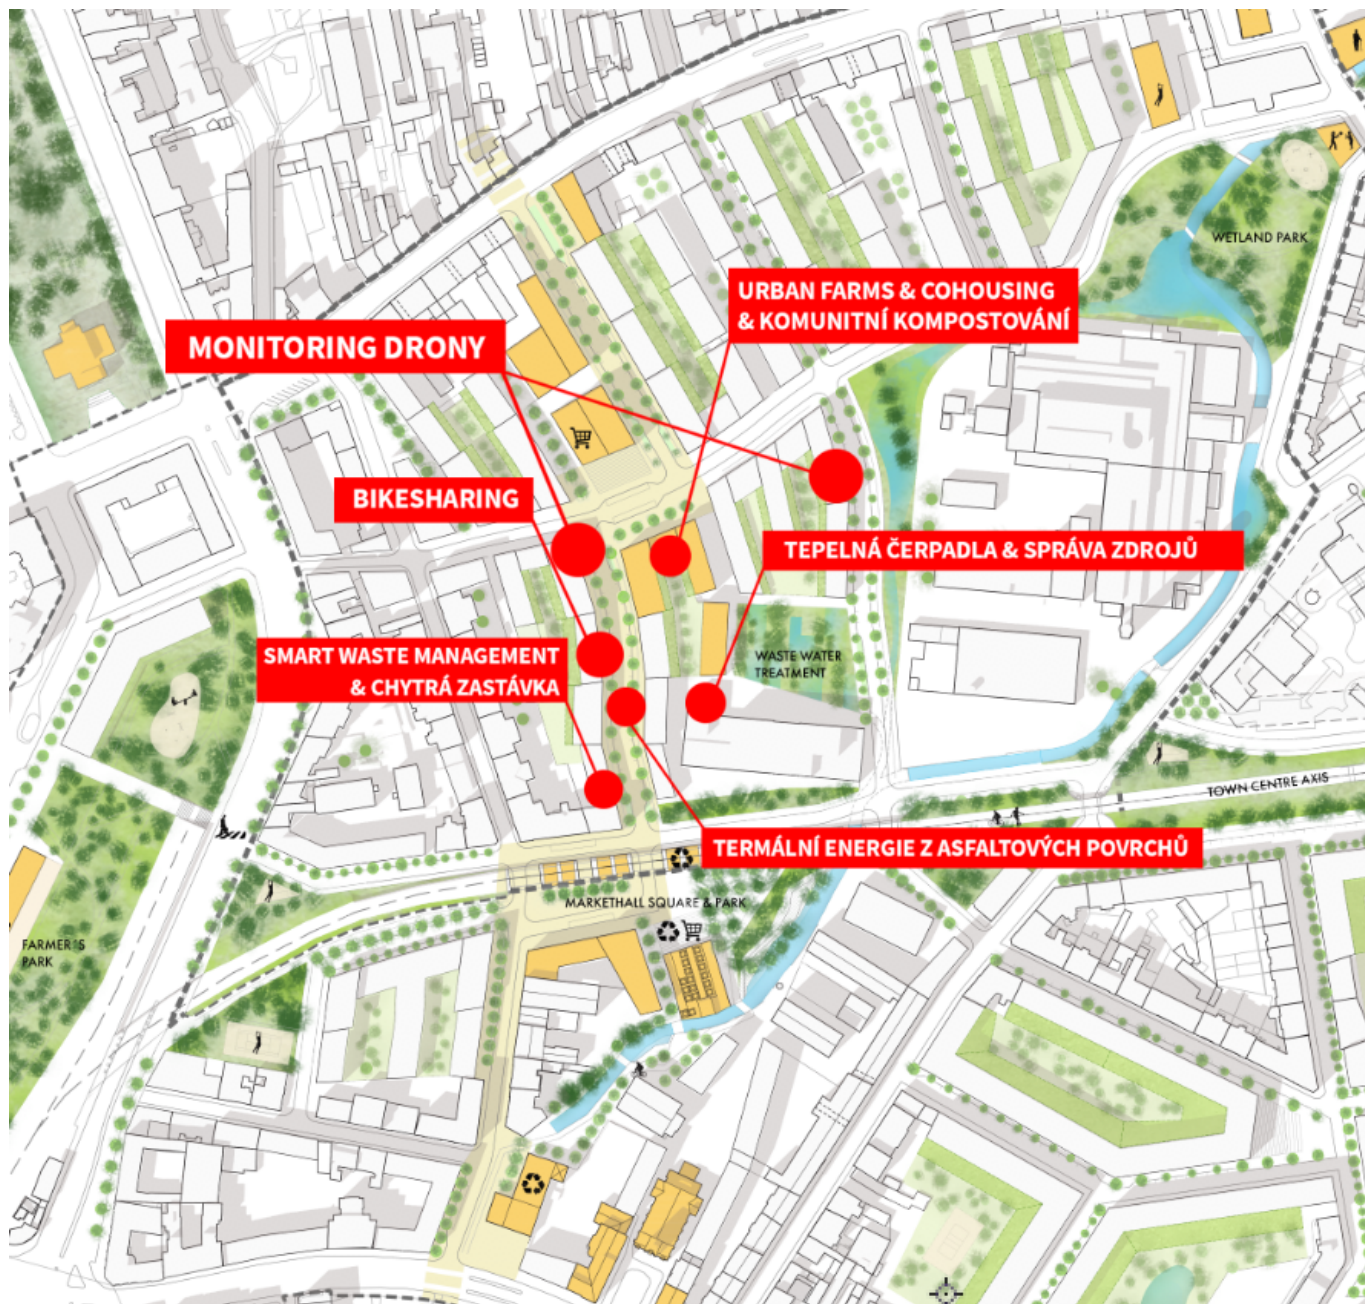 WETLAND PARK
URBAN FARMS & COHOUSING
& KOMUNITNÍ KOMPOSTOVÁNÍ
MONITORING DRONY
BIKESHARING
TEPELNÁ ČERPADLA & SPRÁVA ZDROJŮ
SMART WASTE MANAGEMENT
& CHYTRÁ ZASTÁVKA
WASTE WATER
TREATMENT
TOWN CENTRE AXIS
TERMÁLNÍ ENERGIE Z ASFALTOVÝCH POVRCHŮ
MARKETHALL SQUARE & PARK
FARMER´S
PARK